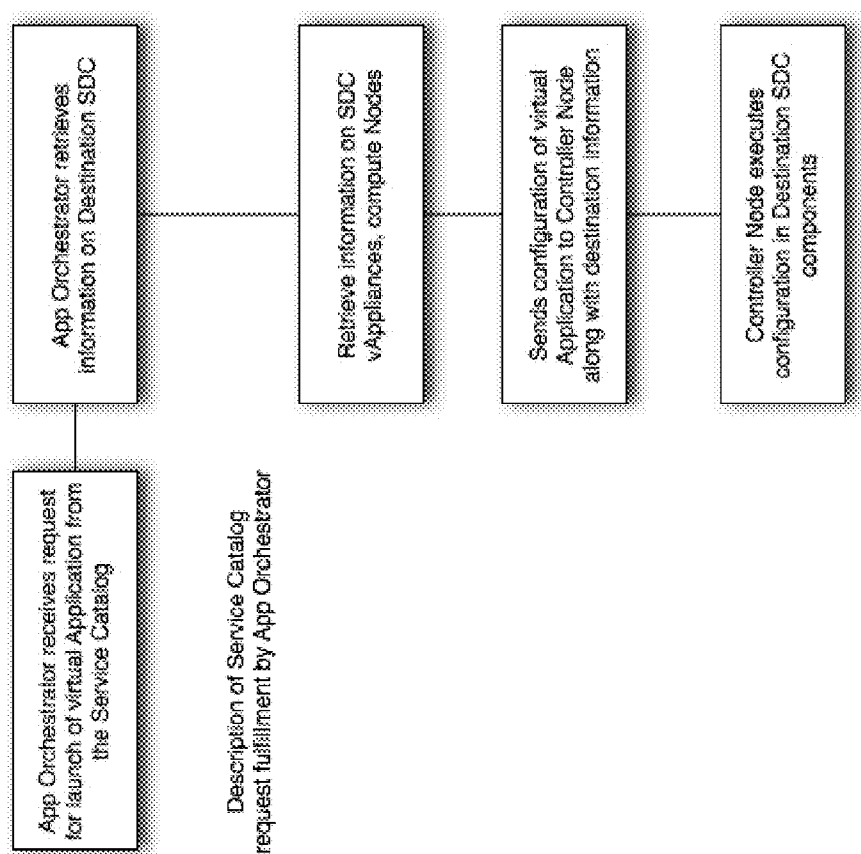 App Orchestrator receives request
for launch of virtual Application from
the Service Catalog
App Orchestrator retrieves
information on Destination SDC
Retrieve information on SDC
vAppliances, compute Nodes
Sends configuration of virtual
Application to Controller Node
along with destination information
Controller Node executes
configuration in Destination SDC
components
Description of Service Catalog
request fulfillment by App Orchestrator